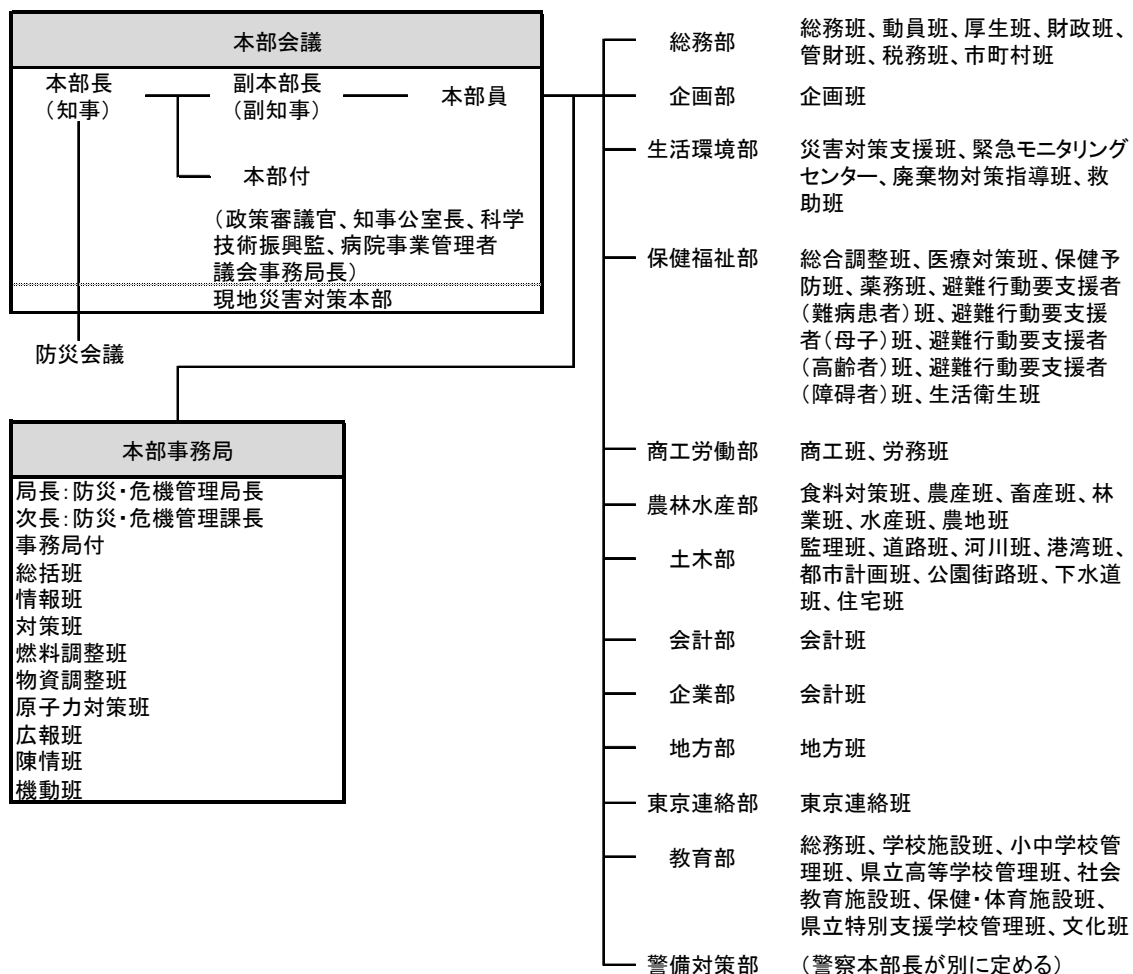 本部会議
本部長
（知事）
副本部長
（副知事）
本部員
本部付
（政策審議官、知事公室長、科学
技術振興監、病院事業管理者
議会事務局長）
現地災害対策本部
防災会議
本部事務局
局長：防災・危機管理局長
次長：防災・危機管理課長
事務局付
総括班
情報班
対策班
燃料調整班
物資調整班
原子力対策班
広報班
陳情班
機動班
総務部
総務班、動員班、厚生班、財政班、
管財班、税務班、市町村班
企画部
企画班
生活環境部
災害対策支援班、緊急モニタリング
センター、廃棄物対策指導班、救
助班
保健福祉部
総合調整班、医療対策班、保健予
防班、薬務班、避難行動要支援者
（難病患者）班、避難行動要支援
者（母子）班、避難行動要支援者
（高齢者）班、避難行動要支援者
（障碍者）班、生活衛生班
商工労働部
商工班、労務班
農林水産部
食料対策班、農産班、畜産班、林
業班、水産班、農地班
土木部
監理班、道路班、河川班、港湾班、
都市計画班、公園街路班、下水道
班、住宅班
会計部
会計班
企業部
会計班
地方部
地方班
東京連絡部
東京連絡班
教育部
総務班、学校施設班、小中学校管
理班、県立高等学校管理班、社会
教育施設班、保健・体育施設班、
県立特別支援学校管理班、文化班
警備対策部
（警察本部長が別に定める）